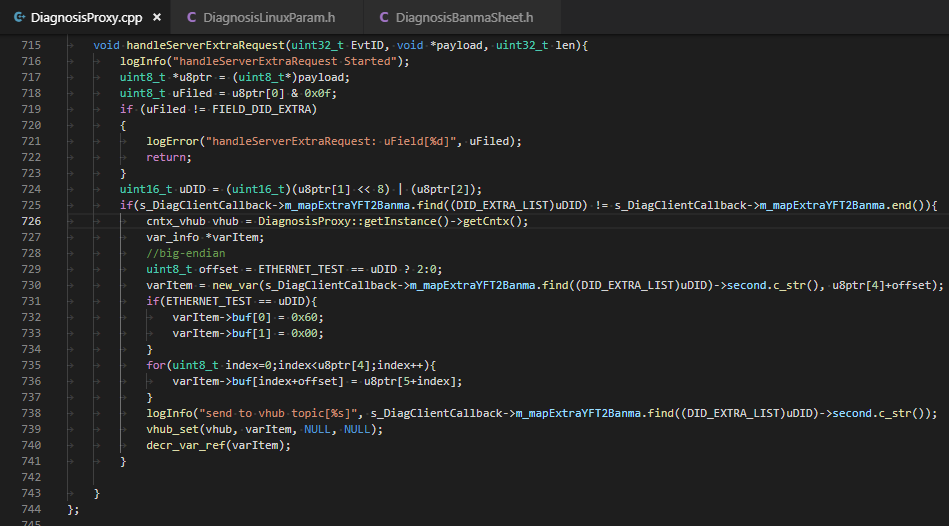 DiagnosisProxy.cpp × DiagnosisLinuxParam.h DiagnosisBanmaSheet.h
715 void handleServerExtraRequest(uint32_t EvtID, void *payload, uint32_t len){
716 logInfo("handleServerExtraRequest Started");
717 uint8_t *u8ptr = (uint8_t*)payload;
718 uint8_t uFiled = u8ptr[0] & 0x0f;
719 if (uFiled != FIELD_DID_EXTRA)
720 {
721 logError("handleServerExtraRequest: uField[%d]", uFiled);
722 return;
723 }
724 uint16_t uDID = (uint16_t)(u8ptr[1] << 8) | (u8ptr[2]);
725 if(s_DiagClientCallback->m_mapExtraYFT2Banma.find((DID_EXTRA_LIST)uDID) != s_DiagClientCallback->m_mapExtraYFT2Banma.end()){
726 cntx_vhub vhub = DiagnosisProxy::getInstance()->getCntx();
727 var_info *varItem;
728 //big-endian
729 uint8_t offset = ETHERNET_TEST == uDID ? 2:0;
730 varItem = new_var(s_DiagClientCallback->m_mapExtraYFT2Banma.find((DID_EXTRA_LIST)uDID)->second.c_str(), u8ptr[4]+offset);
731 if(ETHERNET_TEST == uDID){
732 varItem->buf[0] = 0x60;
733 varItem->buf[1] = 0x00;
734 }
735 for(uint8_t index=0;index<u8ptr[4];index++){
736 varItem->buf[index+offset] = u8ptr[5+index];
737 }
738 logInfo("send to vhub topic[%s]", s_DiagClientCallback->m_mapExtraYFT2Banma.find((DID_EXTRA_LIST)uDID)->second.c_str());
739 vhub_set(vhub, varItem, NULL, NULL);
740 decr_var_ref(varItem);
741 }
742
743 }
744 };
745